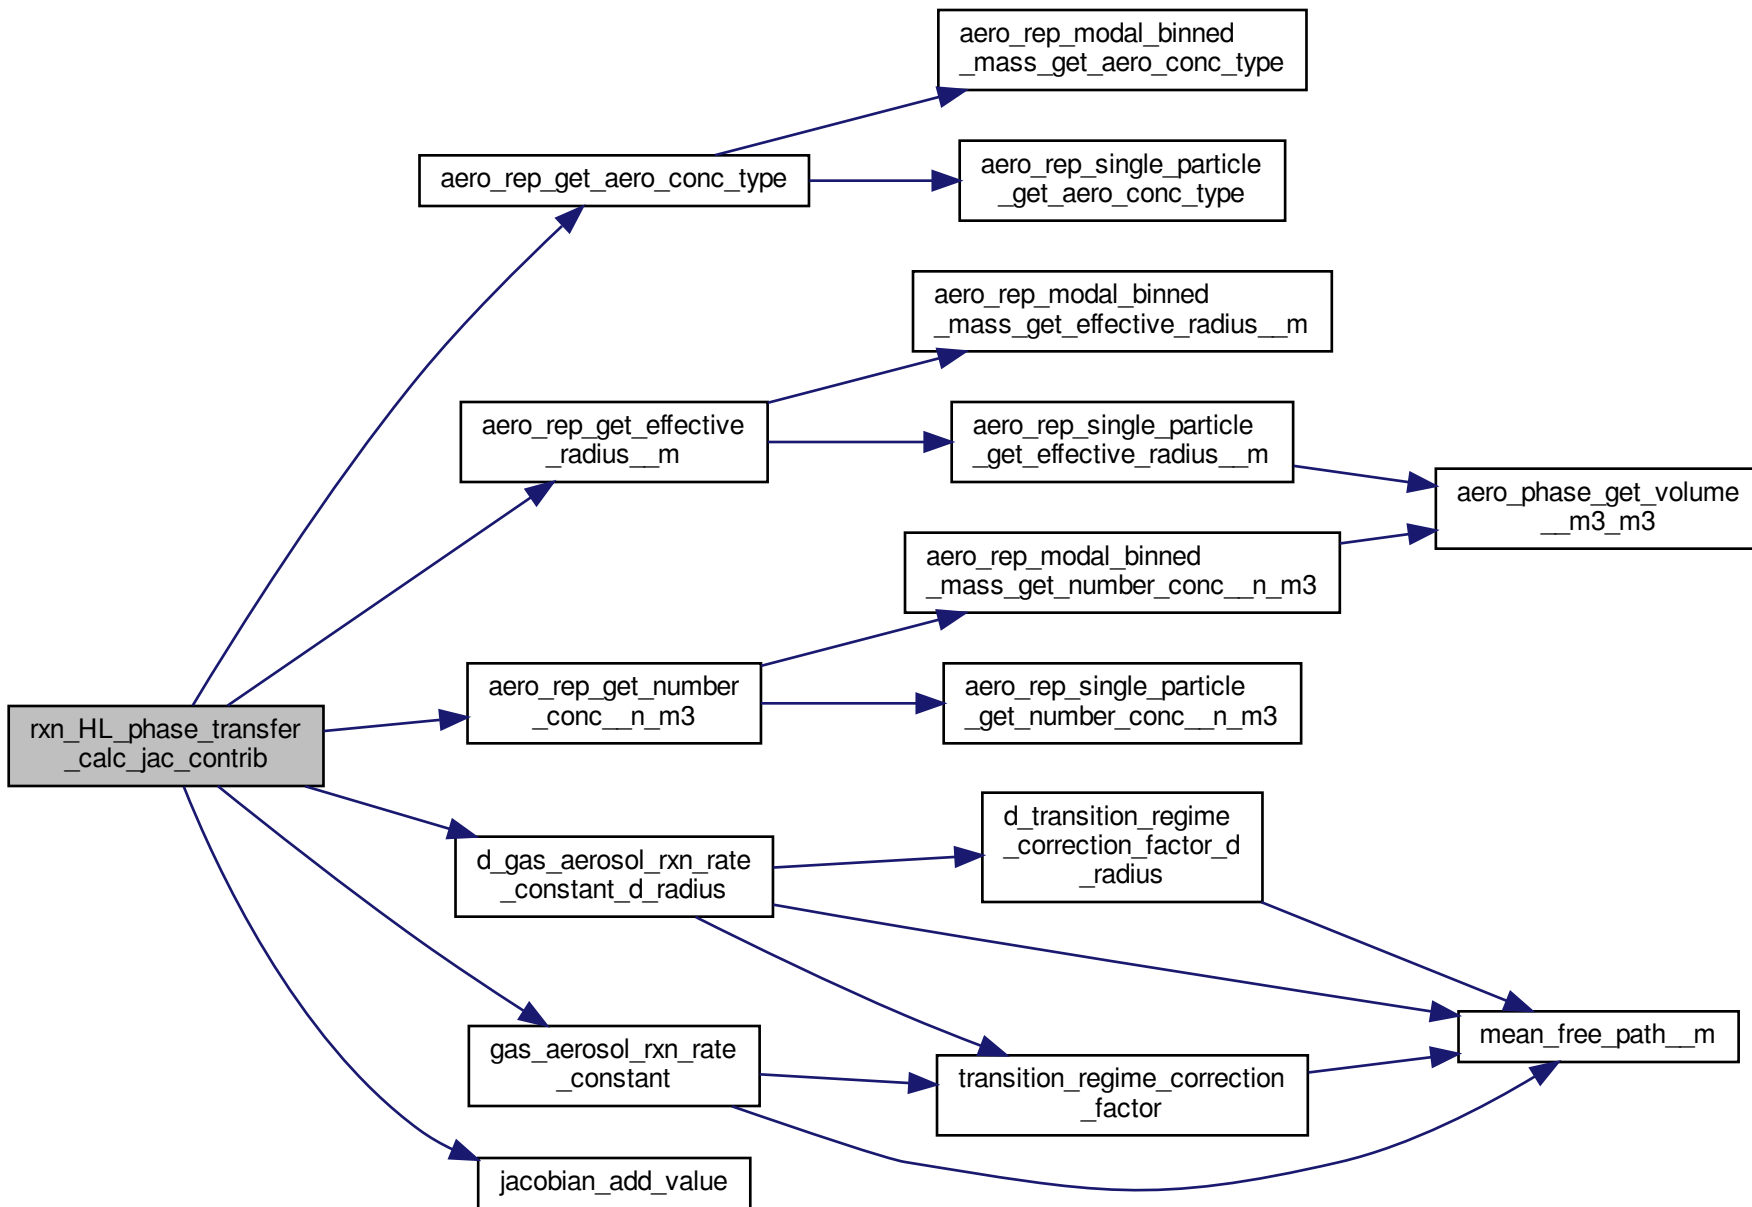 aero_rep_modal_binned
_mass_get_aero_conc_type
aero_rep_single_particle
_get_aero_conc_type
aero_rep_get_aero_conc_type
aero_rep_modal_binned
_mass_get_effective_radius__m
aero_rep_get_effective
_radius__m
aero_rep_single_particle
_get_effective_radius__m
aero_phase_get_volume
__m3_m3
aero_rep_modal_binned
_mass_get_number_conc__n_m3
aero_rep_get_number
_conc__n_m3
aero_rep_single_particle
_get_number_conc__n_m3
rxn_HL_phase_transfer
_calc_jac_contrib
d_transition_regime
_correction_factor_d
_radius
d_gas_aerosol_rxn_rate
_constant_d_radius
mean_free_path__m
gas_aerosol_rxn_rate
_constant
transition_regime_correction
_factor
jacobian_add_value